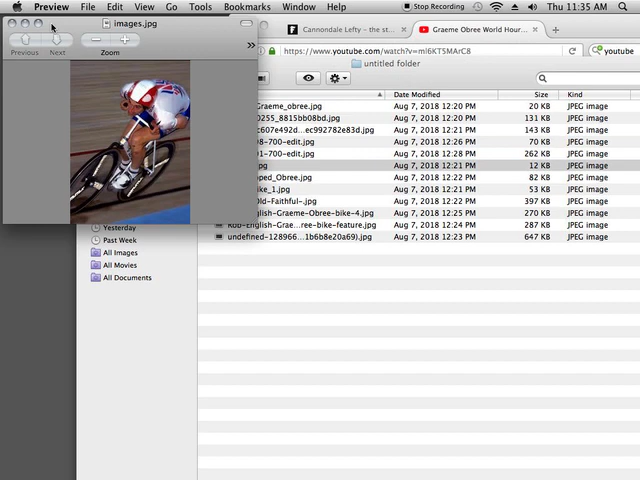 Preview File Edit View Go Tools Bookmarks Window Help Stop Recording Thu 11:35 AM
images.jpg
Cannondale Lefty – the st...
Graeme Obree World Hour...
Previous Next Zoom
https://www.youtube.com/watch?v=mI6KT5MArC8
youtube
untitled folder
Date Modified Size Kind
Graeme_obree.jpg Aug 7, 2018 12:20 PM 20 KB JPEG image
0255_8815bb08bd.jpg Aug 7, 2018 12:20 PM 131 KB JPEG image
c607e492d...ec992782e83d.jpg Aug 7, 2018 12:21 PM 143 KB JPEG image
98-700-edit.jpg Aug 7, 2018 12:26 PM 70 KB JPEG image
01-700-edit.jpg Aug 7, 2018 12:28 PM 262 KB JPEG image
.jpg Aug 7, 2018 12:21 PM 12 KB JPEG image
pped_Obree.jpg Aug 7, 2018 12:22 PM 82 KB JPEG image
ike_1.jpg Aug 7, 2018 12:21 PM 53 KB JPEG image
Old-Faithful-.jpg Aug 7, 2018 12:22 PM 397 KB JPEG image
nglish-Graeme-Obree-bike-4.jpg Aug 7, 2018 12:25 PM 270 KB JPEG image
Rob-English-Grae...ree-bike-feature.jpg Aug 7, 2018 12:24 PM 287 KB JPEG image
undefined-128966...1b6b8e20a69).jpg Aug 7, 2018 12:23 PM 647 KB JPEG image
Yesterday
Past Week
All Images
All Movies
All Documents